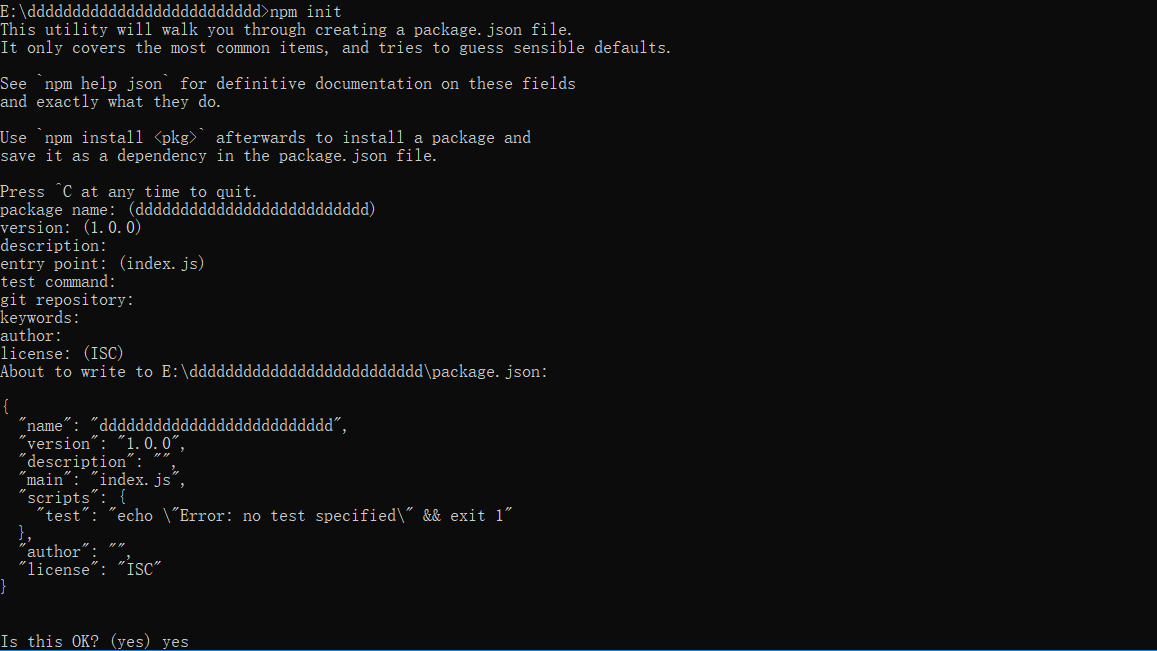 E:\dddddddddddddddddddddddddd>npm init
This utility will walk you through creating a package.json file.
It only covers the most common items, and tries to guess sensible defaults.
See `npm help json` for definitive documentation on these fields
and exactly what they do.
Use `npm install <pkg>` afterwards to install a package and
save it as a dependency in the package.json file.
Press ^C at any time to quit.
package name: (dddddddddddddddddddddddddd)
version: (1.0.0)
description:
entry point: (index.js)
test command:
git repository:
keywords:
author:
license: (ISC)
About to write to E:\dddddddddddddddddddddddddd\package.json:
{
  "name": "dddddddddddddddddddddddddd",
  "version": "1.0.0",
  "description": "",
  "main": "index.js",
  "scripts": {
    "test": "echo \"Error: no test specified\" && exit 1"
  },
  "author": "",
  "license": "ISC"
}
Is this OK? (yes) yes